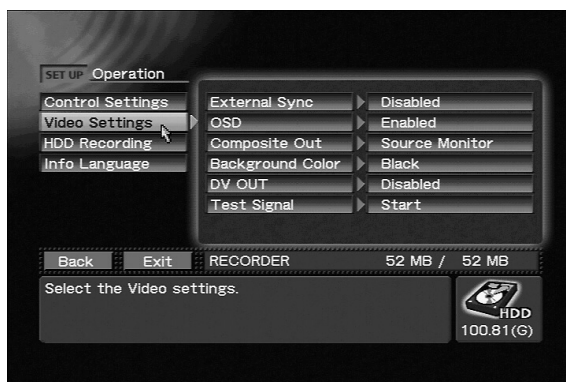 SET UP Operation
Control Settings
Video Settings
HDD Recording
Info Language
External Sync Disabled
OSD Enabled
Composite Out Source Monitor
Background Color Black
DV OUT Disabled
Test Signal Start
Back Exit RECORDER 52 MB / 52 MB
Select the Video settings.
HDD
100.81(G)